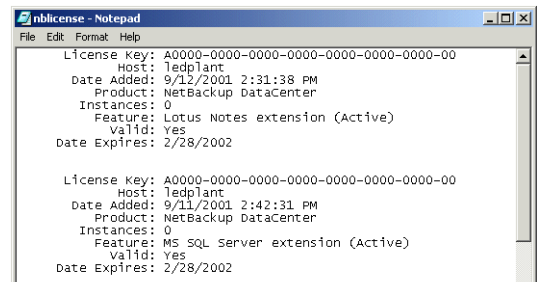 nblicense - Notepad
File Edit Format Help
License Key: A0000-0000-0000-0000-0000-0000-00
Host: ledplant
Date Added: 9/12/2001 2:31:38 PM
Product: NetBackup DataCenter
Instances: 0
Feature: Lotus Notes extension (Active)
Valid: Yes
Date Expires: 2/28/2002
License Key: A0000-0000-0000-0000-0000-0000-00
Host: ledplant
Date Added: 9/11/2001 2:42:31 PM
Product: NetBackup DataCenter
Instances: 0
Feature: MS SQL Server extension (Active)
Valid: Yes
Date Expires: 2/28/2002